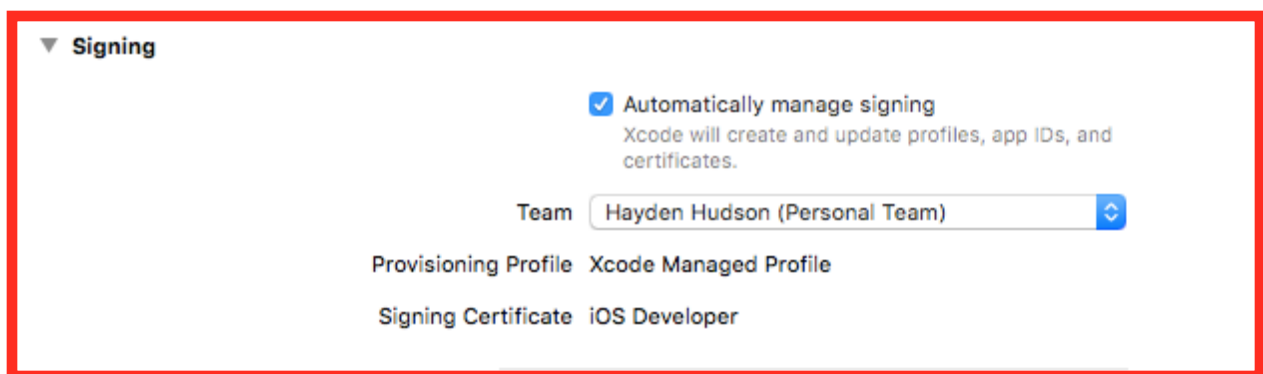 Signing
Automatically manage signing
Xcode will create and update profiles, app IDs, and
certificates.
Team Hayden Hudson (Personal Team)
Provisioning Profile Xcode Managed Profile
Signing Certificate iOS Developer